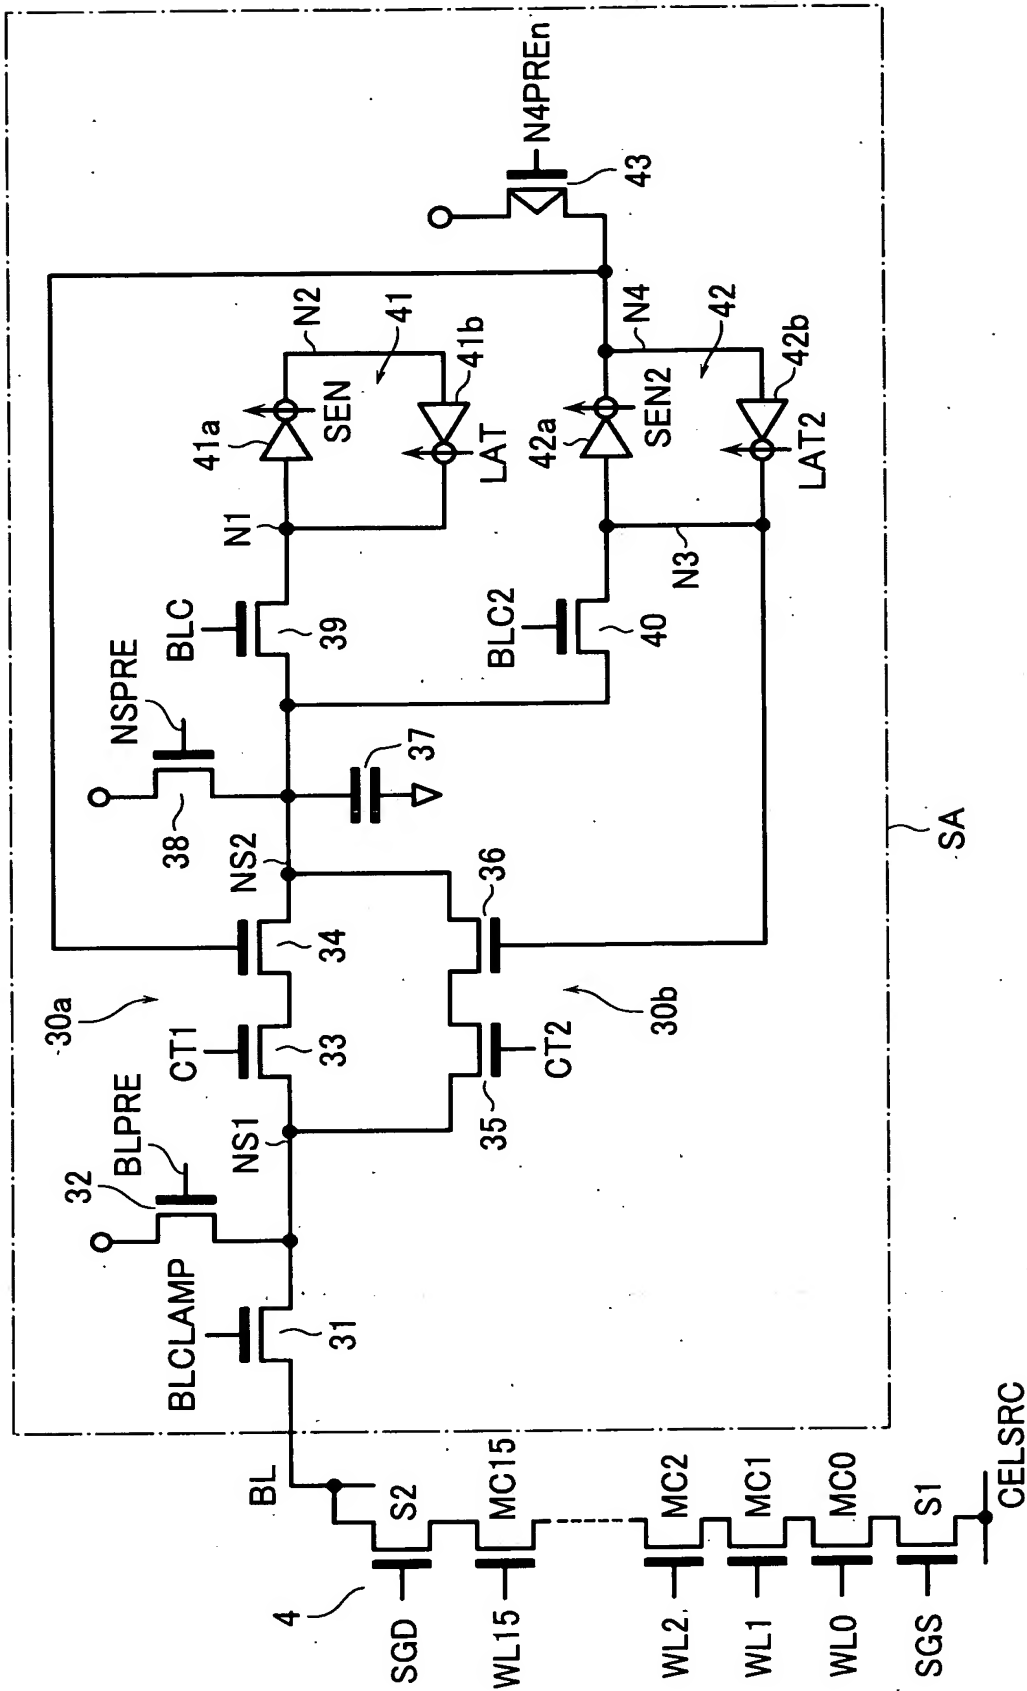 4
SGD
WL15
WL2
WL1
WL0
SGS
S2
MC15
MC2
MC1
MC0
S1
CELSRC
BL
BLCLAMP
31
32
BLPRE
NS1
30a
CT1
33
34
35
CT2
30b
36
NS2
38
NSPRE
37
BLC
39
BLC2
40
N1
41a
SEN
N2
41
41b
LAT
N3
42a
SEN2
N4
42
42b
LAT2
43
N4PREn
SA